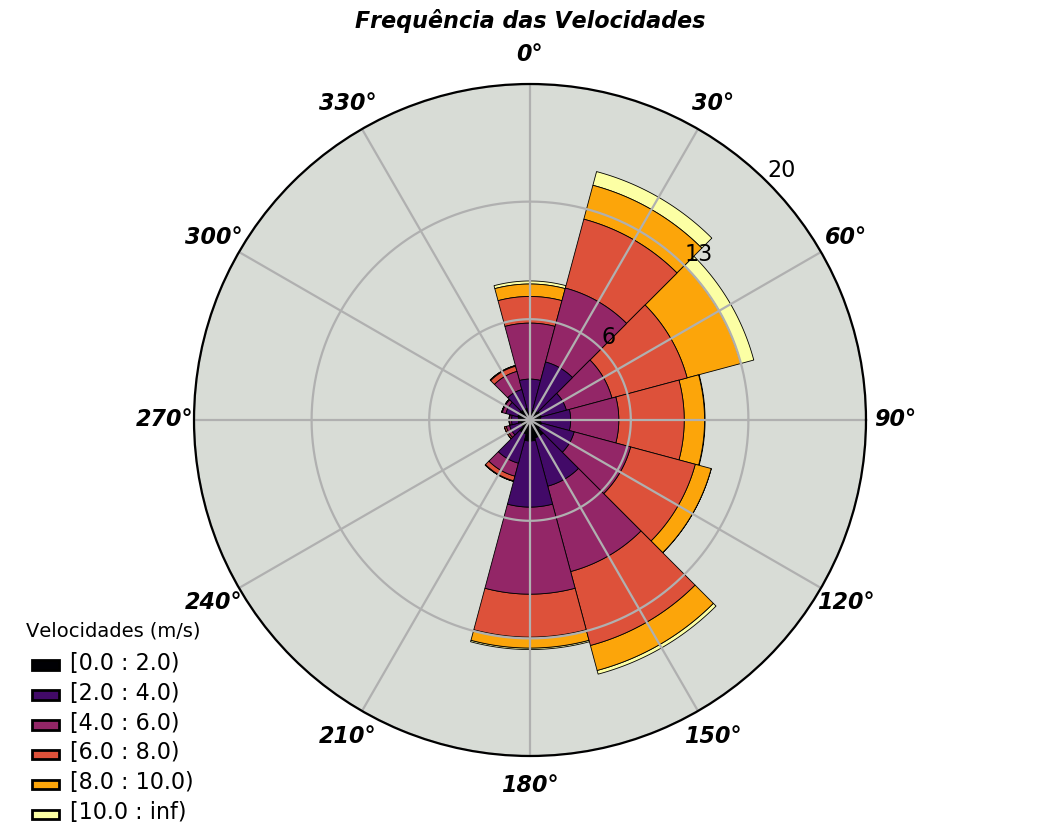 Frequência das Velocidades
0°
330°
30°
20
300°
60°
13
6
270°
90°
240°
120°
210°
150°
180°
Velocidades (m/s)
[0.0 : 2.0)
[2.0 : 4.0)
[4.0 : 6.0)
[6.0 : 8.0)
[8.0 : 10.0)
[10.0 : inf)